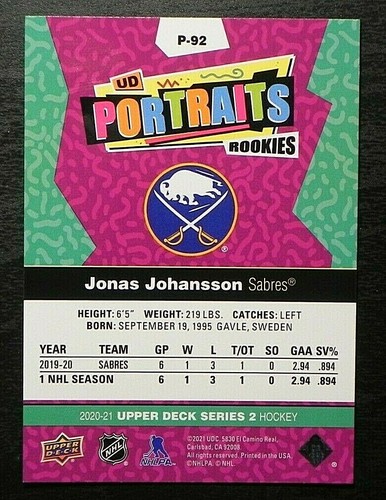 P-92
UD
PORTRAITS
ROOKIES
®
Jonas Johansson Sabres®
HEIGHT: 6'5" WEIGHT: 219 LBS. CATCHES: LEFT
BORN: SEPTEMBER 19, 1995 GAVLE, SWEDEN
YEAR TEAM GP W L T/OT SO GAA SV%
2019-20 SABRES 6 1 3 1 0 2.94 .894
1 NHL SEASON 6 1 3 1 0 2.94 .894
2020-21 UPPER DECK SERIES 2 HOCKEY
UPPER DECK
NHL
NHLPA
©2021 UDC. 5830 El Camino Real,
Carlsbad, CA 92008.
All rights reserved. Printed in the USA.
©NHLPA. © NHL.
®